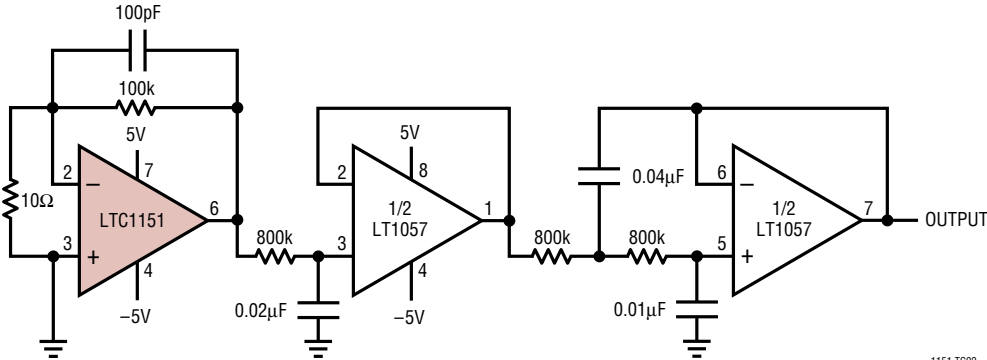 100pF
100k
5V
7
2
−
10Ω
LTC1151
6
3
+
4
−5V
800k
0.02μF
5V
8
2
1/2
LT1057
1
3
4
−5V
800k
0.04μF
800k
0.01μF
6
−
1/2
LT1057
7
OUTPUT
5
+